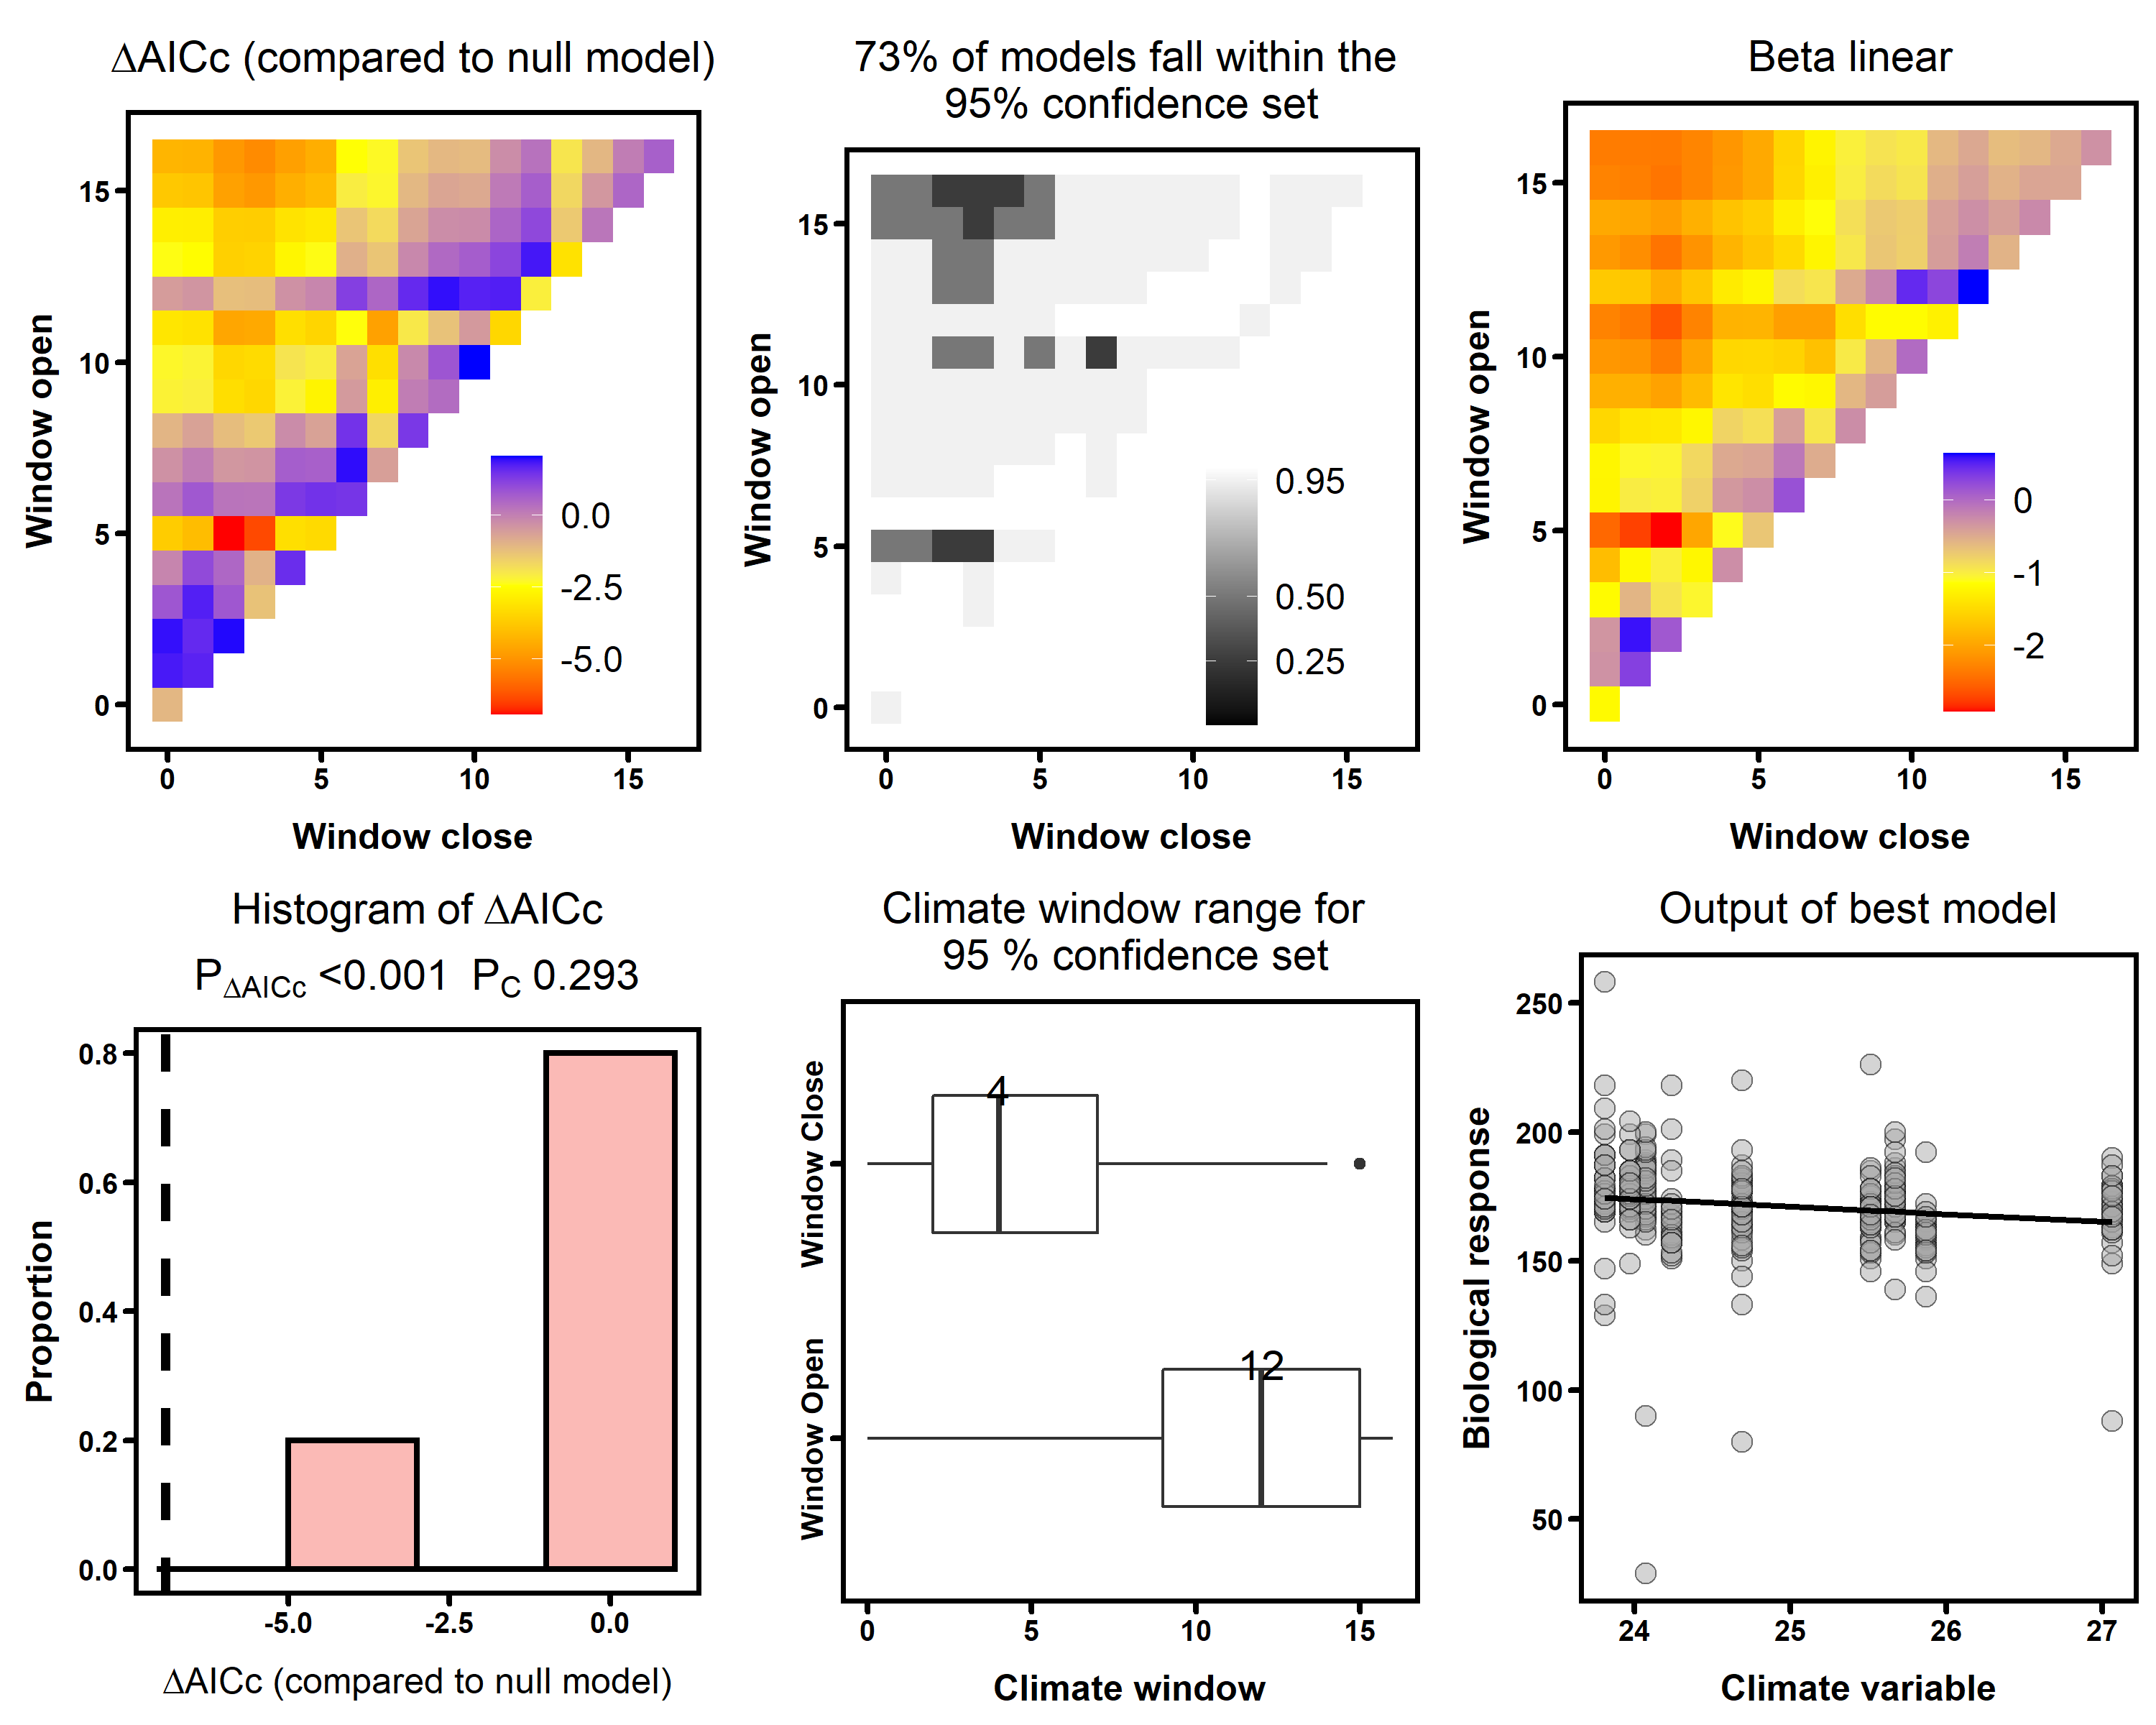 ΔAICc (compared to null model)
Window open
15
10
5
0
0.0
-2.5
-5.0
0 5 10 15
Window close
73% of models fall within the
95% confidence set
Window open
15
10
5
0
0.95
0.50
0.25
0 5 10 15
Window close
Beta linear
Window open
15
10
5
0
0
-1
-2
0 5 10 15
Window close
Histogram of ΔAICc
PΔAICc <0.001 PC 0.293
Proportion
0.8
0.6
0.4
0.2
0.0
-5.0 -2.5 0.0
ΔAICc (compared to null model)
Climate window range for
95 % confidence set
Window Close
4
Window Open
12
0 5 10 15
Climate window
Output of best model
Biological response
250
200
150
100
50
24 25 26 27
Climate variable